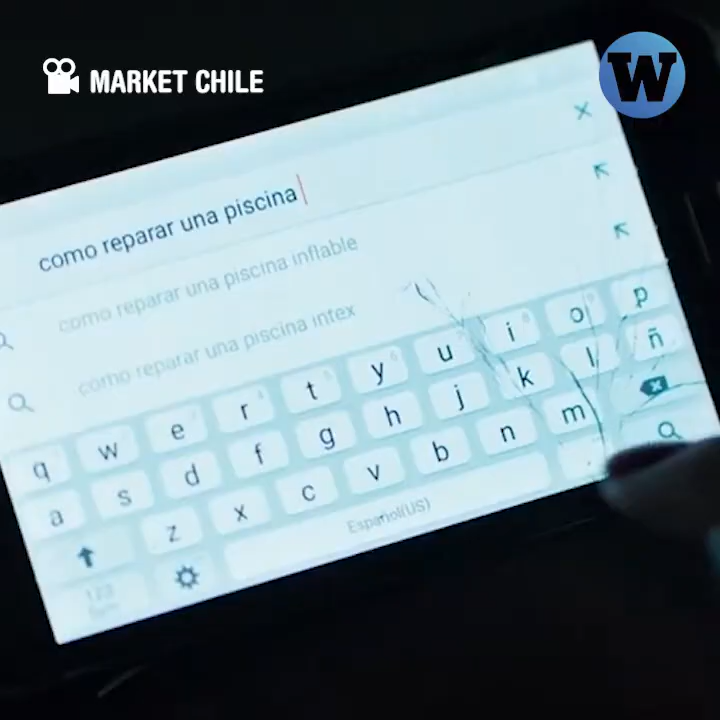 MARKET CHILE
W
como reparar una piscina
como reparar una piscina inflable
como reparar una piscina intex
q w e r t y u i o p
a s d f g h j k l ñ
z x c v b n m
Español(US)